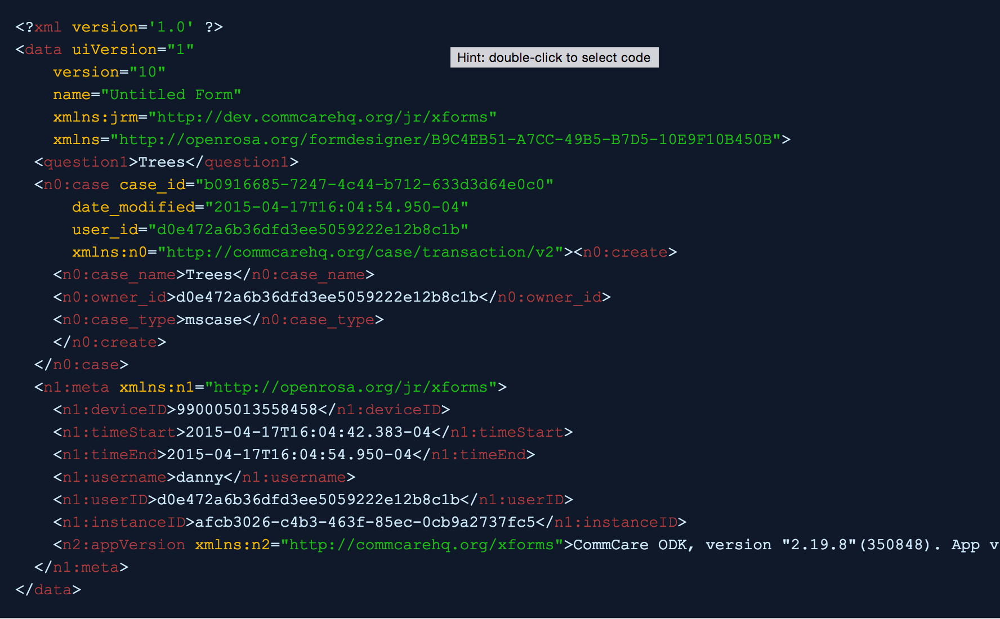 <?xml version='1.0' ?>
<data uiVersion="1"
Hint: double-click to select code
version="10"
name="Untitled Form"
xmlns:jrm="http://dev.commcarehq.org/jr/xforms"
xmlns="http://openrosa.org/formdesigner/B9C4EB51-A7CC-49B5-B7D5-10E9F10B450B">
<question1>Trees</question1>
<n0:case case_id="b0916685-7247-4c44-b712-633d3d64e0c0"
date_modified="2015-04-17T16:04:54.950-04"
user_id="d0e472a6b36dfd3ee5059222e12b8c1b"
xmlns:n0="http://commcarehq.org/case/transaction/v2"><n0:create>
<n0:case_name>Trees</n0:case_name>
<n0:owner_id>d0e472a6b36dfd3ee5059222e12b8c1b</n0:owner_id>
<n0:case_type>mscase</n0:case_type>
</n0:create>
</n0:case>
<n1:meta xmlns:n1="http://openrosa.org/jr/xforms">
<n1:deviceID>990005013558458</n1:deviceID>
<n1:timeStart>2015-04-17T16:04:42.383-04</n1:timeStart>
<n1:timeEnd>2015-04-17T16:04:54.950-04</n1:timeEnd>
<n1:username>danny</n1:username>
<n1:userID>d0e472a6b36dfd3ee5059222e12b8c1b</n1:userID>
<n1:instanceID>afcb3026-c4b3-463f-85ec-0cb9a2737fc5</n1:instanceID>
<n2:appVersion xmlns:n2="http://commcarehq.org/xforms">CommCare ODK, version "2.19.8"(350848). App v
</n1:meta>
</data>